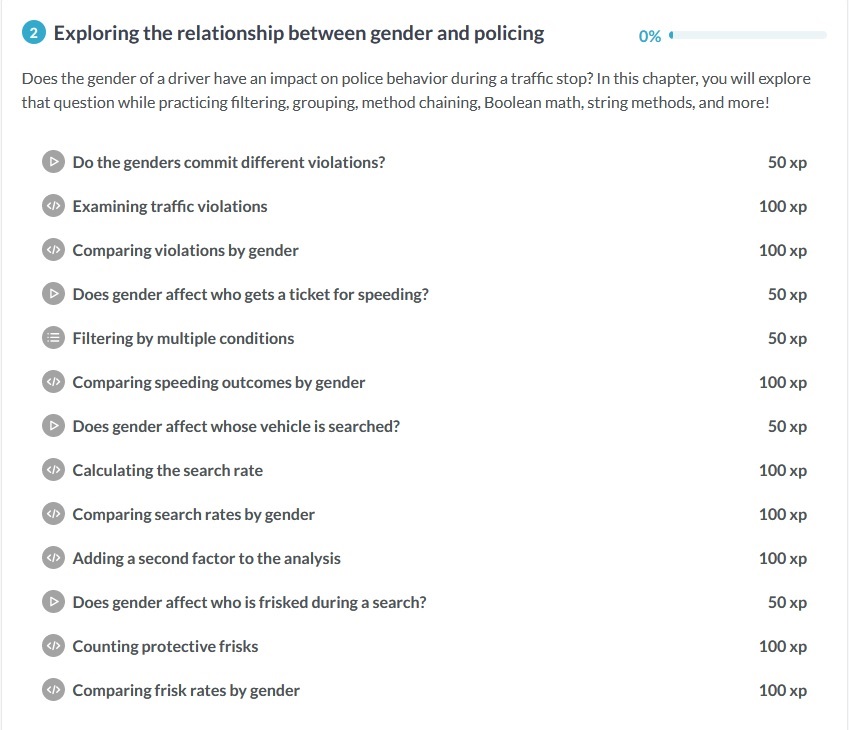 2 Exploring the relationship between gender and policing 0%
Does the gender of a driver have an impact on police behavior during a traffic stop? In this chapter, you will explore
that question while practicing filtering, grouping, method chaining, Boolean math, string methods, and more!
Do the genders commit different violations? 50 xp
Examining traffic violations 100 xp
Comparing violations by gender 100 xp
Does gender affect who gets a ticket for speeding? 50 xp
Filtering by multiple conditions 50 xp
Comparing speeding outcomes by gender 100 xp
Does gender affect whose vehicle is searched? 50 xp
Calculating the search rate 100 xp
Comparing search rates by gender 100 xp
Adding a second factor to the analysis 100 xp
Does gender affect who is frisked during a search? 50 xp
Counting protective frisks 100 xp
Comparing frisk rates by gender 100 xp